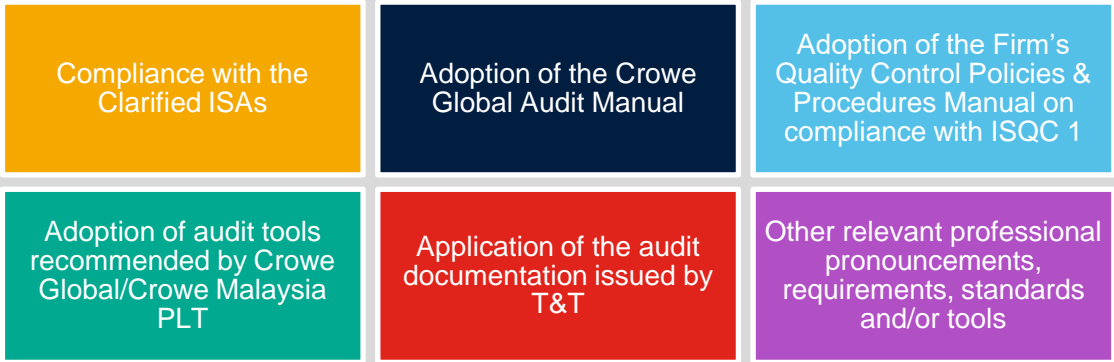 Compliance with the
Clarified ISAs
Adoption of the Crowe
Global Audit Manual
Adoption of the Firm's
Quality Control Policies &
Procedures Manual on
compliance with ISQC 1
Adoption of audit tools
recommended by Crowe
Global/Crowe Malaysia
PLT
Application of the audit
documentation issued by
T&T
Other relevant professional
pronouncements,
requirements, standards
and/or tools